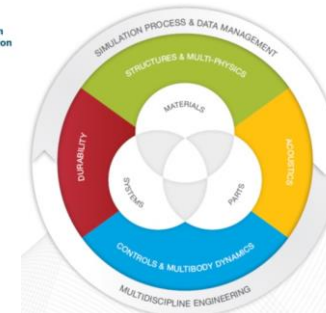 SIMULATION PROCESS & DATA MANAGEMENT
STRUCTURES & MULTI-PHYSICS
MATERIALS
DURABILITY
ACOUSTICS
SYSTEMS
PARTS
CONTROLS & MULTIBODY DYNAMICS
MULTIDISCIPLINE ENGINEERING